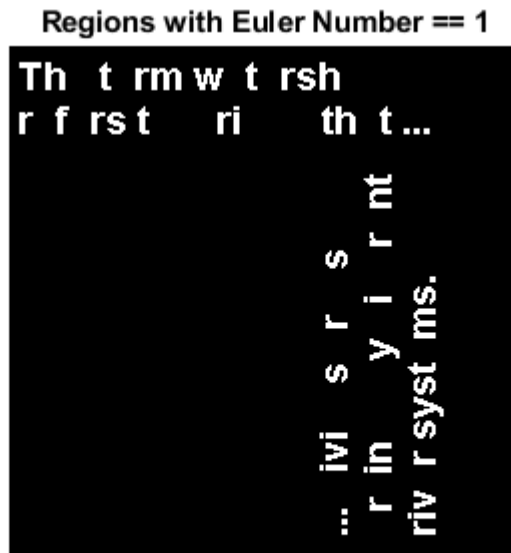 Regions with Euler Number == 1
Th t rm w t rsh
r f rs t ri th t ...
... ivi s r s
r in y i r nt
riv r syst ms.